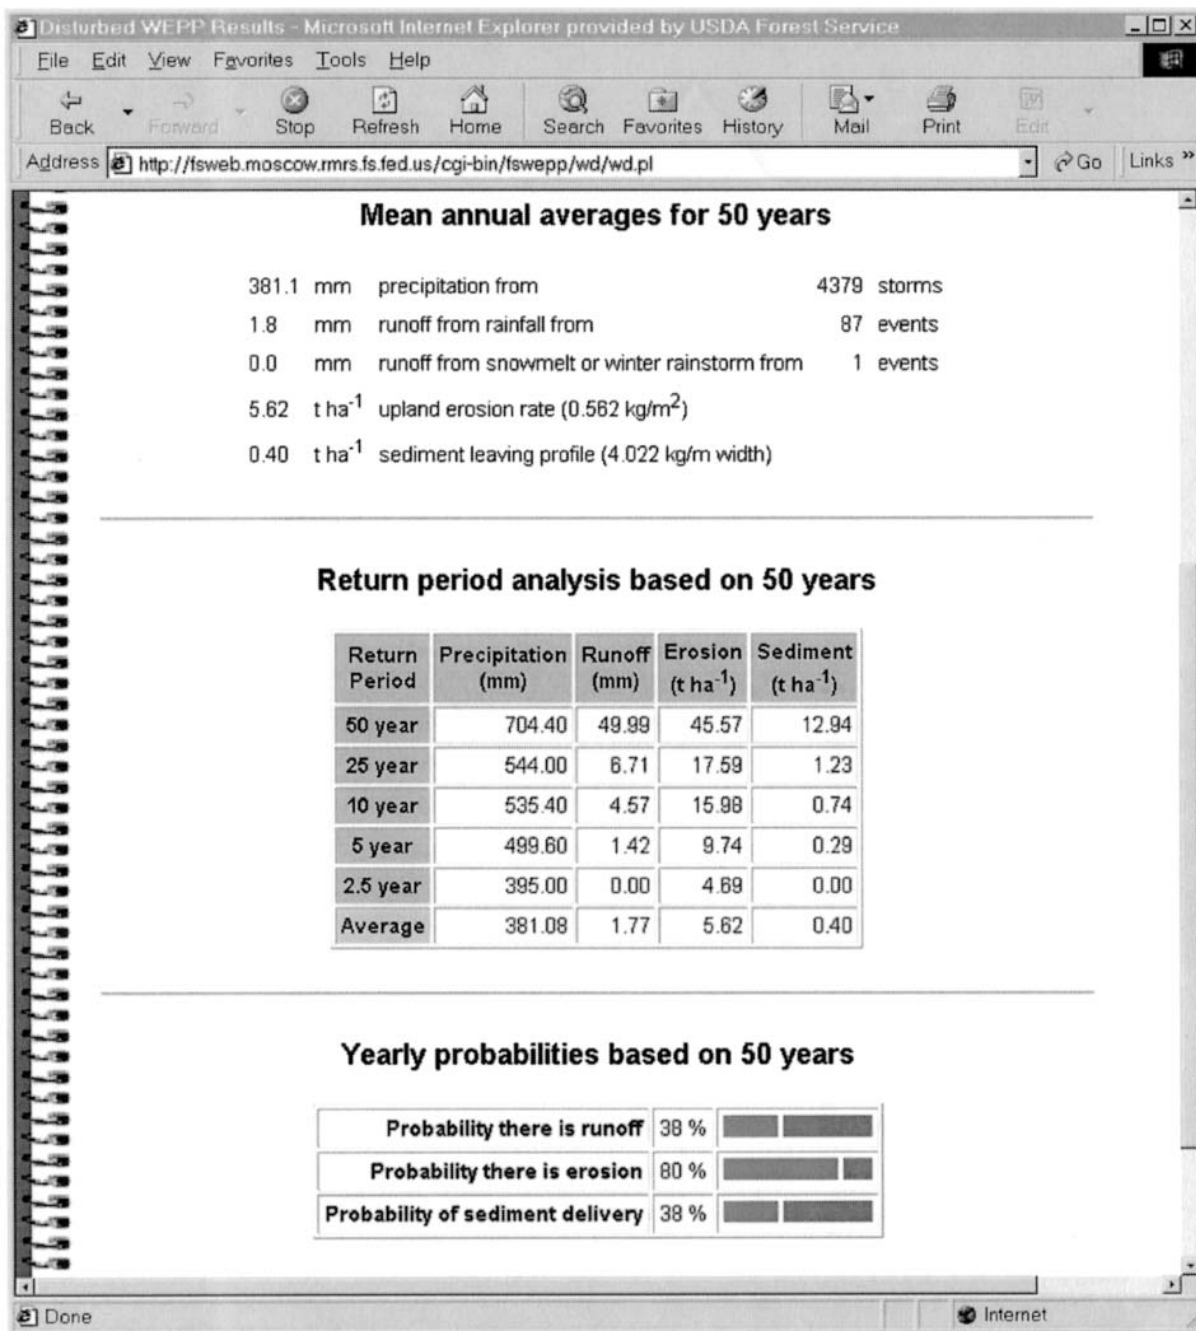 Disturbed WEPP Results - Microsoft Internet Explorer provided by USDA Forest Service
File Edit View Favorites Tools Help
Back Forward Stop Refresh Home Search Favorites History Mail Print Edit
Address http://fsweb.moscow.rmrs.fs.fed.us/cgi-bin/fswepp/wd/wd.pl Go Links »
Mean annual averages for 50 years
381.1 mm precipitation from 4379 storms
1.8 mm runoff from rainfall from 87 events
0.0 mm runoff from snowmelt or winter rainstorm from 1 events
5.62 t ha-1 upland erosion rate (0.562 kg/m2)
0.40 t ha-1 sediment leaving profile (4.022 kg/m width)
Return period analysis based on 50 years
Return Period Precipitation (mm) Runoff (mm) Erosion (t ha-1) Sediment (t ha-1)
50 year 704.40 49.99 45.57 12.94
25 year 544.00 6.71 17.59 1.23
10 year 535.40 4.57 15.98 0.74
5 year 499.60 1.42 9.74 0.29
2.5 year 395.00 0.00 4.69 0.00
Average 381.08 1.77 5.62 0.40
Yearly probabilities based on 50 years
Probability there is runoff 38 %
Probability there is erosion 80 %
Probability of sediment delivery 38 %
Done Internet